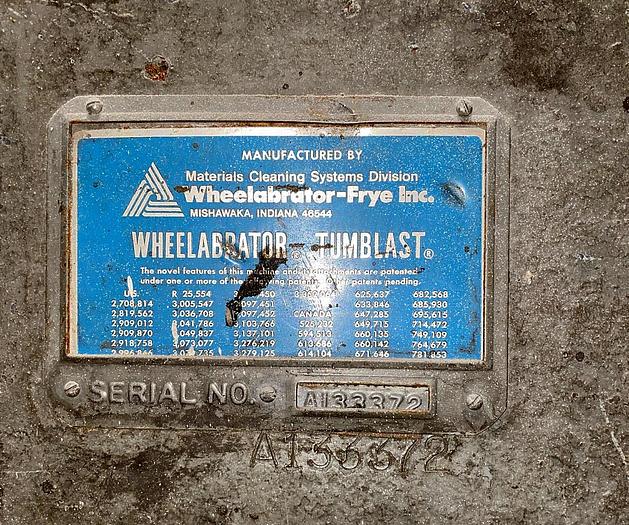 MANUFACTURED BY
Materials Cleaning Systems Division
Wheelabrator-Frye Inc.
MISHAWAKA, INDIANA 46544
WHEELABRATOR® TUMBLAST®
The novel features of this machine and its attachments are patented
under one or more of the following patents. Other patents pending.
U.S. R 25,554 625,637 682,568
2,708,814 3,005,547 3,097,451 633,846 685,930
2,819,562 3,036,708 3,097,452 CANADA 647,285 695,615
2,909,012 3,041,786 3,103,766 526,232 649,715 714,472
2,909,870 3,049,837 3,137,101 594,513 660,135 749,109
2,918,758 3,073,077 3,276,219 613,686 660,142 764,679
3,279,125 614,104 671,646 781,853
SERIAL NO. A133372
A133372